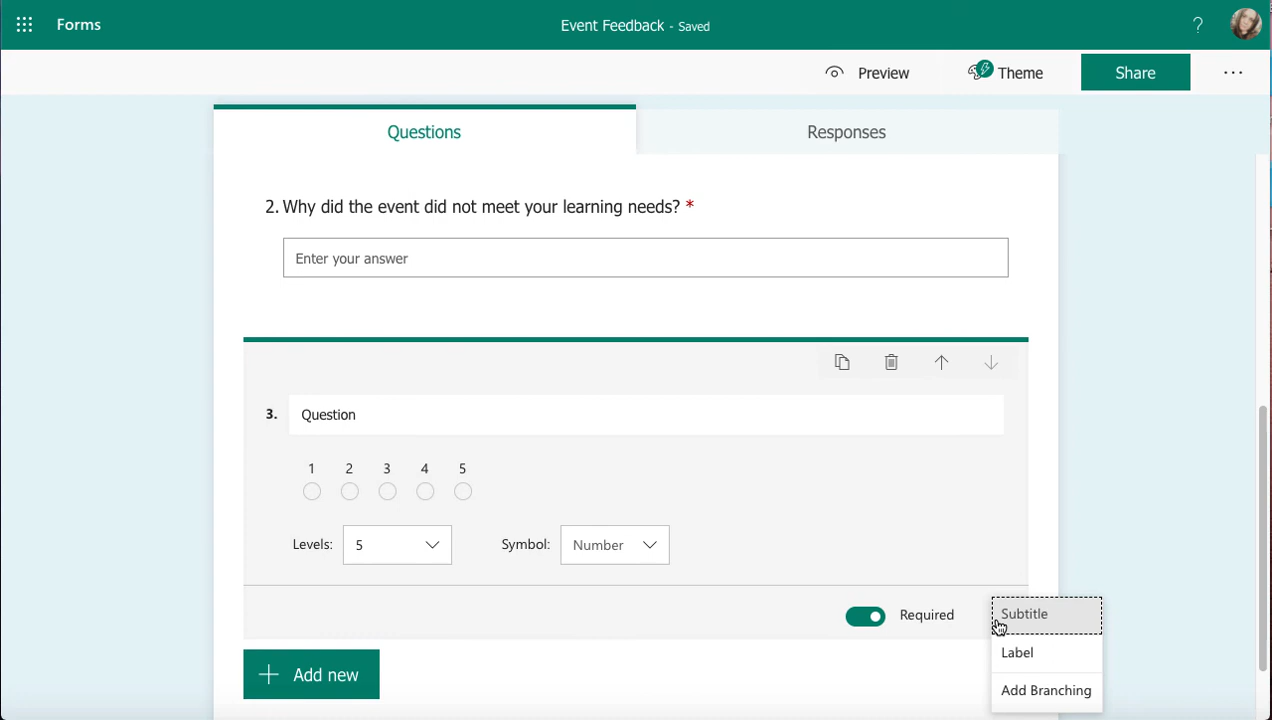 Forms
Event Feedback - Saved
?
Preview
Theme
Share
...
Questions
Responses
2. Why did the event did not meet your learning needs? *
Enter your answer
3. Question
1 2 3 4 5
Levels: 5 Symbol: Number
Required
Subtitle
Label
Add Branching
+ Add new